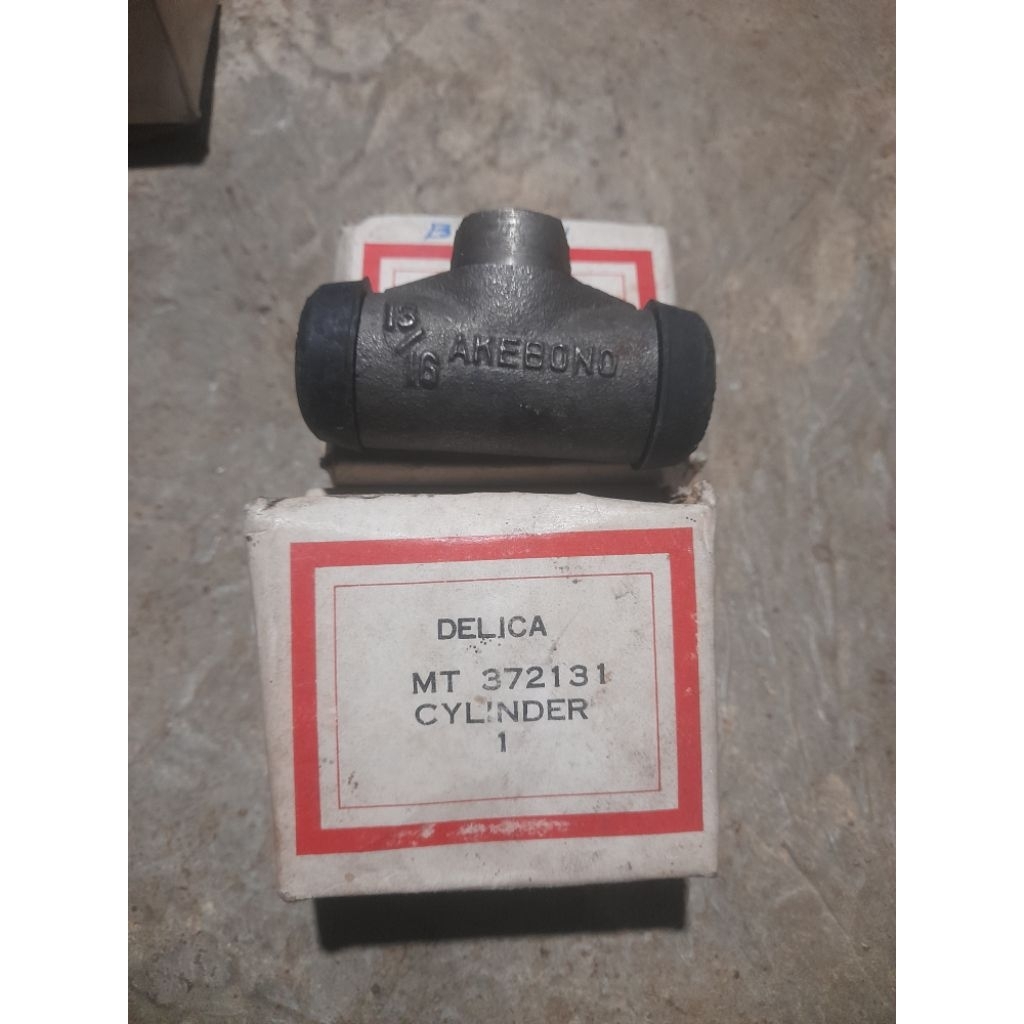 13/16 AKEBONO
DELICA
MT 372131
CYLINDER
1